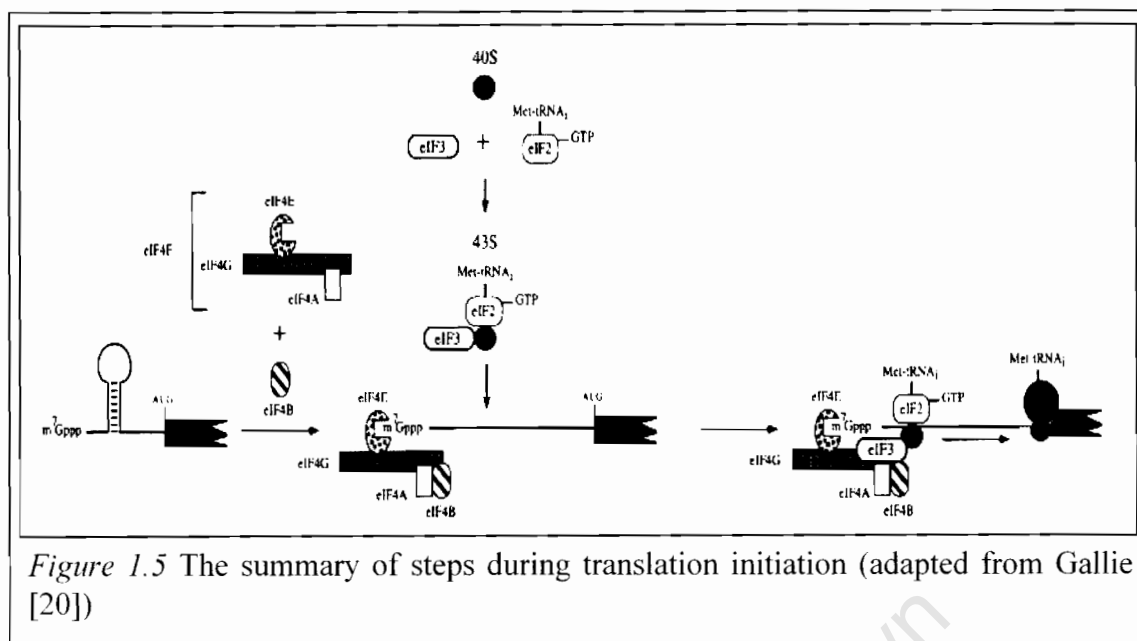 40S
Met-tRNAi
eIF3 + eIF2 GTP
eIF4E
eIF4F
eIF4G
eIF4A
+
eIF4B
43S
Met-tRNAi
eIF2 GTP
eIF3
m7Gppp
AUG
eIF4E
m7Gppp
AUG
eIF4G
eIF4A
eIF4B
Met-tRNAi
Met-tRNAi
eIF4E
eIF2 GTP
m7Gppp
eIF3
eIF4G
eIF4A
eIF4B
Figure 1.5 The summary of steps during translation initiation (adapted from Gallie
[20])